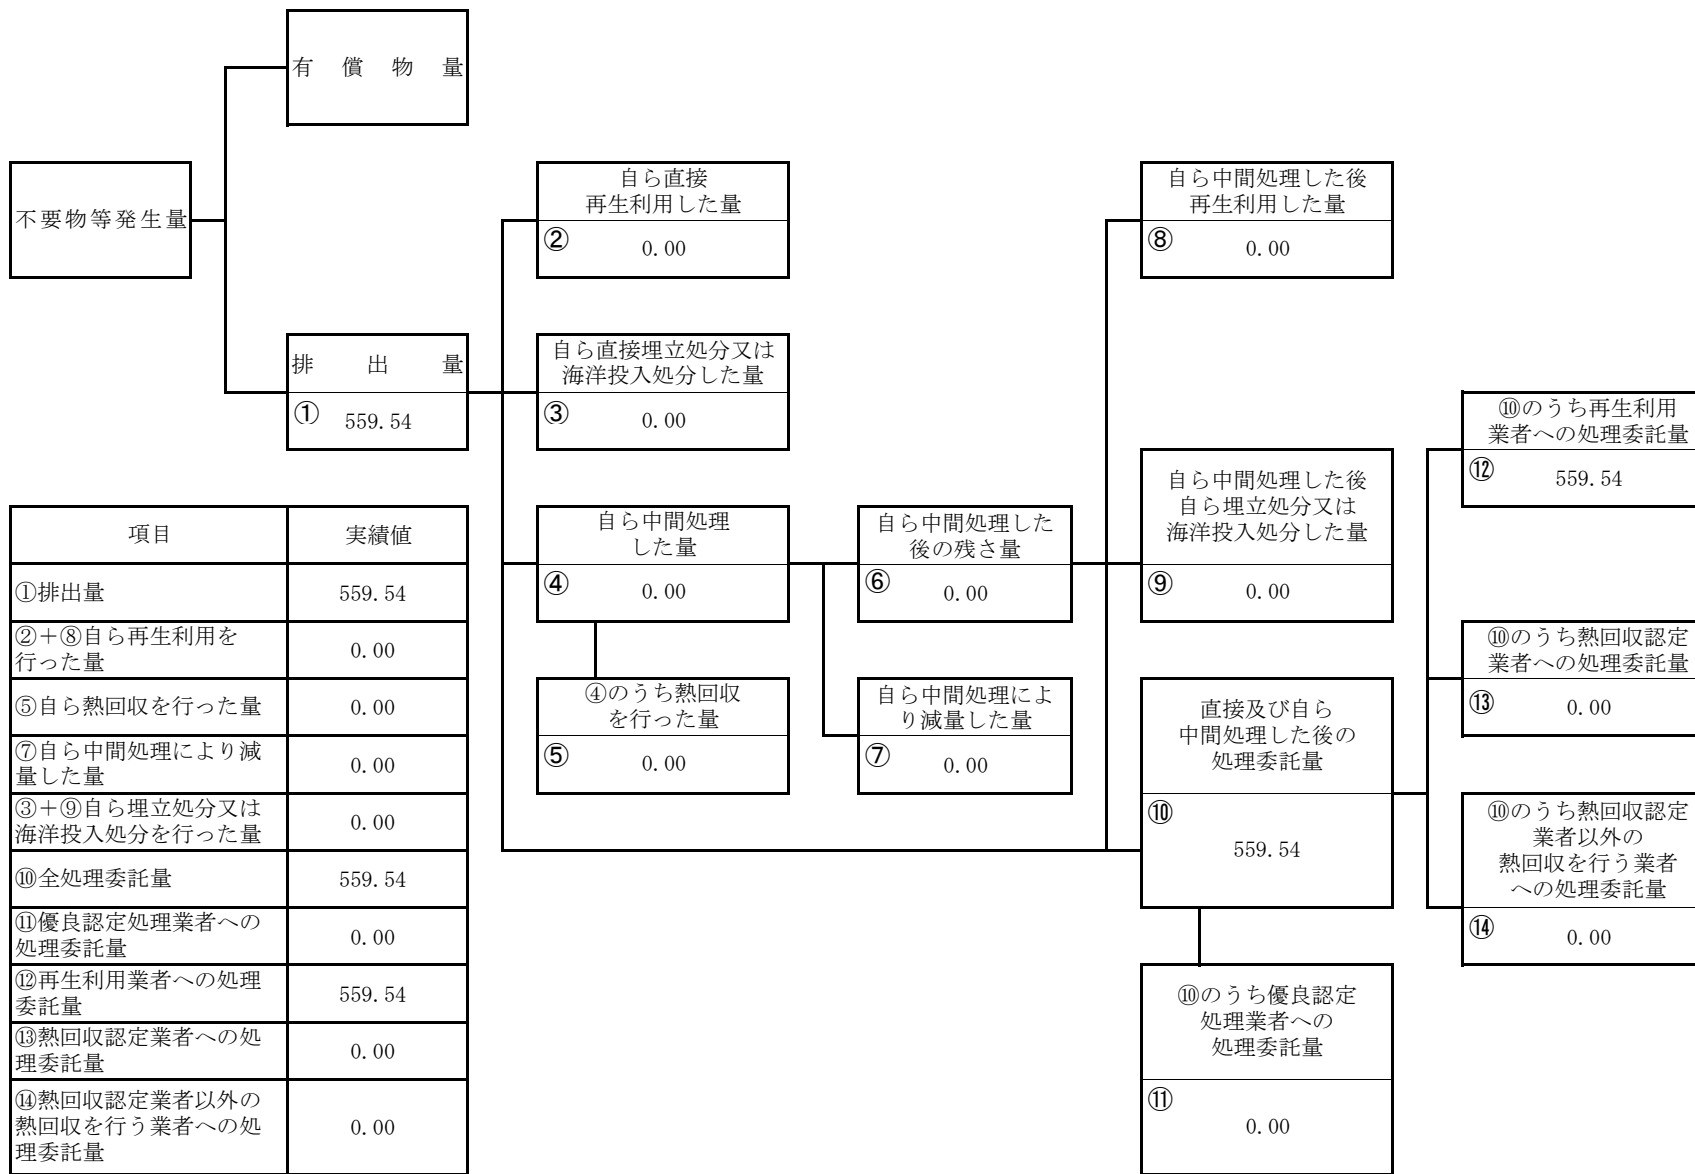 有償物量
不要物等発生量
排出量
① 559.54
自ら直接
再生利用した量
② 0.00
自ら直接埋立処分又は
海洋投入処分した量
③ 0.00
自ら中間処理
した量
④ 0.00
④のうち熱回収
を行った量
⑤ 0.00
自ら中間処理した
後の残さ量
⑥ 0.00
自ら中間処理によ
り減量した量
⑦ 0.00
自ら中間処理した後
再生利用した量
⑧ 0.00
自ら中間処理した後
自ら埋立処分又は
海洋投入処分した量
⑨ 0.00
直接及び自ら
中間処理した後の
処理委託量
⑩
559.54
⑩のうち優良認定
処理業者への
処理委託量
⑪
0.00
⑩のうち再生利用
業者への処理委託量
⑫ 559.54
⑩のうち熱回収認定
業者への処理委託量
⑬ 0.00
⑩のうち熱回収認定
業者以外の
熱回収を行う業者
への処理委託量
⑭ 0.00
項目 実績値
①排出量 559.54
②+⑧自ら再生利用を
行った量 0.00
⑤自ら熱回収を行った量 0.00
⑦自ら中間処理により減
量した量 0.00
③+⑨自ら埋立処分又は
海洋投入処分を行った量 0.00
⑩全処理委託量 559.54
⑪優良認定処理業者への
処理委託量 0.00
⑫再生利用業者への処理
委託量 559.54
⑬熱回収認定業者への処
理委託量 0.00
⑭熱回収認定業者以外の
熱回収を行う業者への処
理委託量 0.00